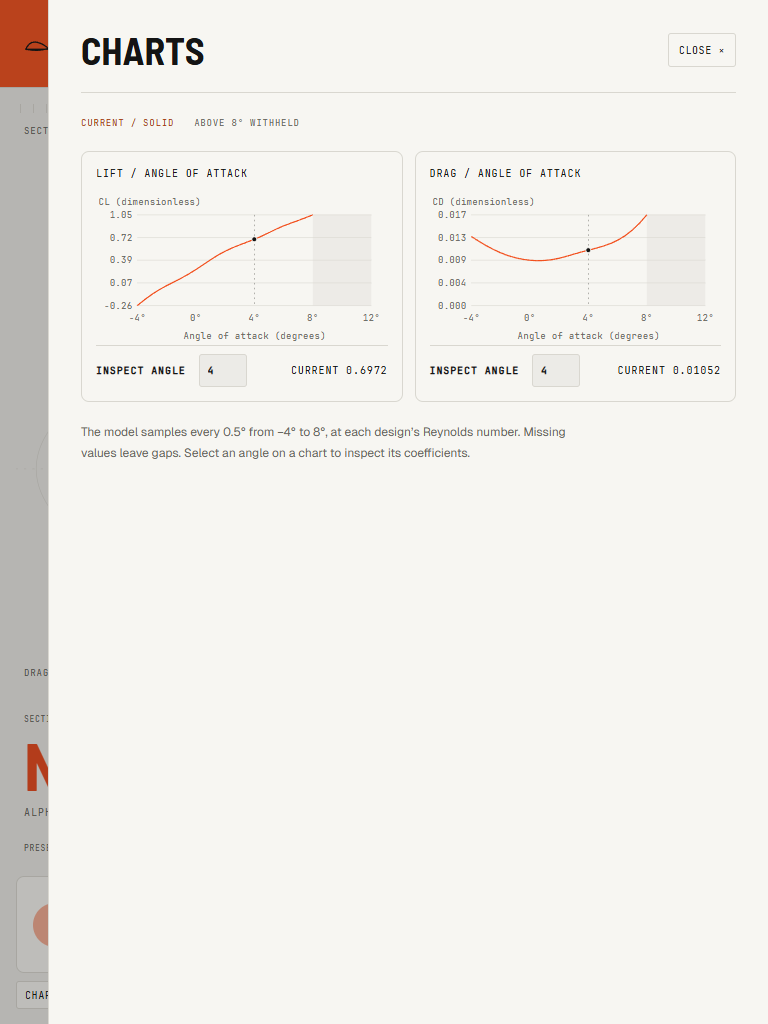 CHARTS
CLOSE ×
CURRENT / SOLID ABOVE 8° WITHHELD
SECT
LIFT / ANGLE OF ATTACK
CL (dimensionless)
1.05
0.72
0.39
0.07
-0.26
-4° 0° 4° 8° 12°
Angle of attack (degrees)
INSPECT ANGLE 4 CURRENT 0.6972
DRAG / ANGLE OF ATTACK
CD (dimensionless)
0.017
0.013
0.009
0.004
0.000
-4° 0° 4° 8° 12°
Angle of attack (degrees)
INSPECT ANGLE 4 CURRENT 0.01052
The model samples every 0.5° from −4° to 8°, at each design's Reynolds number. Missing
values leave gaps. Select an angle on a chart to inspect its coefficients.
DRAG
SECTI
N
ALPH
PRESE
CHAR